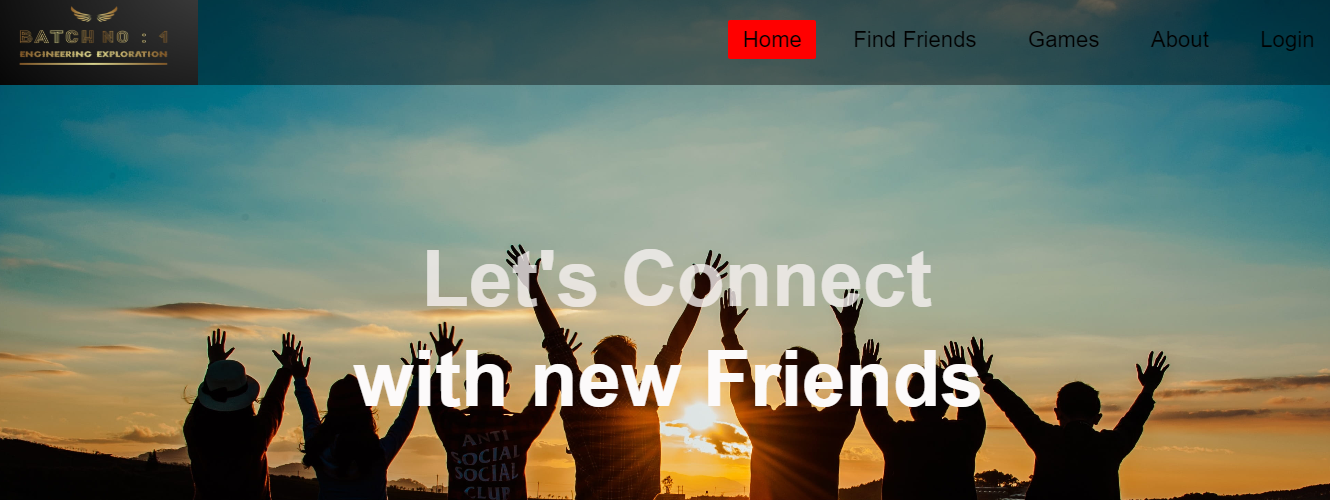 BATCH NO : 1
ENGINEERING EXPLORATION
Home
Find Friends
Games
About
Login
Let's Connect
with new Friends
ANTI
SOCIAL
SOCIAL
CLUB